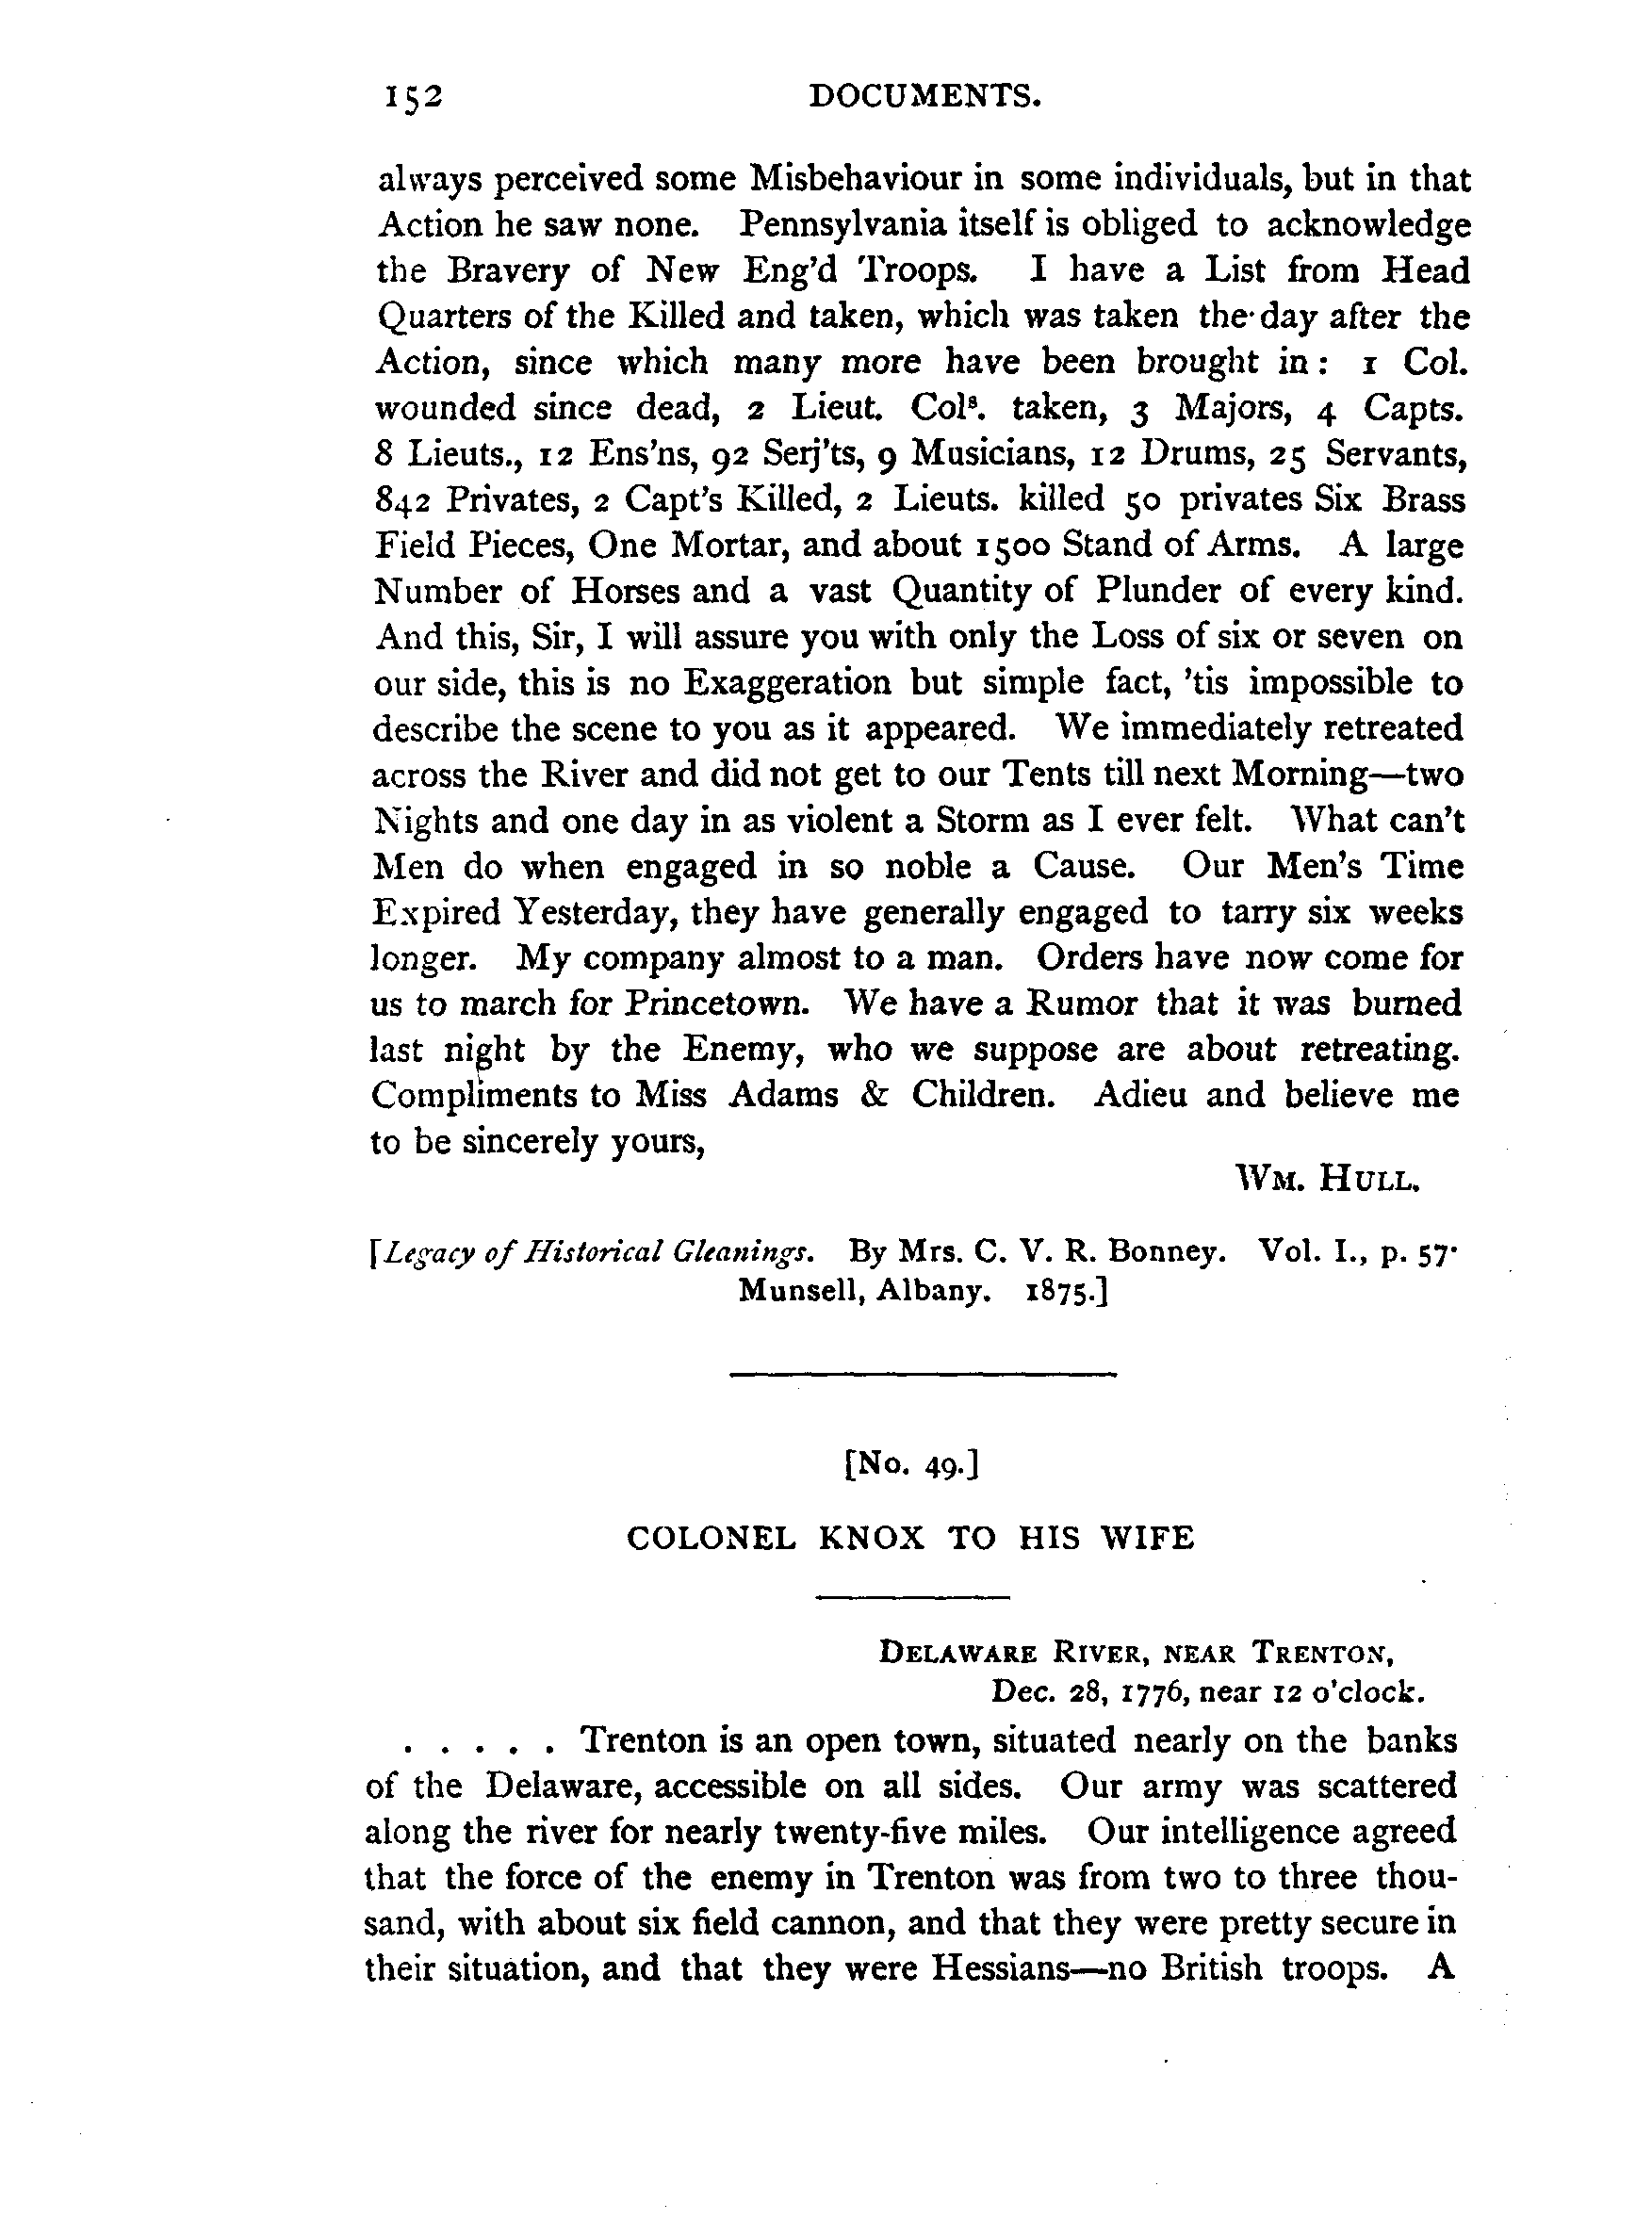 152 DOCUMENTS.
always perceived some Misbehaviour in some individuals, but in that
Action he saw none. Pennsylvania itself is obliged to acknowledge
the Bravery of New Eng'd Troops. I have a List from Head
Quarters of the Killed and taken, which was taken the day after the
Action, since which many more have been brought in: 1 Col.
wounded since dead, 2 Lieut. Colˢ. taken, 3 Majors, 4 Capts.
8 Lieuts., 12 Ens'ns, 92 Serj'ts, 9 Musicians, 12 Drums, 25 Servants,
842 Privates, 2 Capt's Killed, 2 Lieuts. killed 50 privates Six Brass
Field Pieces, One Mortar, and about 1500 Stand of Arms. A large
Number of Horses and a vast Quantity of Plunder of every kind.
And this, Sir, I will assure you with only the Loss of six or seven on
our side, this is no Exaggeration but simple fact, 'tis impossible to
describe the scene to you as it appeared. We immediately retreated
across the River and did not get to our Tents till next Morning—two
Nights and one day in as violent a Storm as I ever felt. What can't
Men do when engaged in so noble a Cause. Our Men's Time
Expired Yesterday, they have generally engaged to tarry six weeks
longer. My company almost to a man. Orders have now come for
us to march for Princetown. We have a Rumor that it was burned
last night by the Enemy, who we suppose are about retreating.
Compliments to Miss Adams & Children. Adieu and believe me
to be sincerely yours,
WM. HULL.
[Legacy of Historical Gleanings. By Mrs. C. V. R. Bonney. Vol. I., p. 57.
Munsell, Albany. 1875.]
[No. 49.]
COLONEL KNOX TO HIS WIFE
DELAWARE RIVER, NEAR TRENTON,
Dec. 28, 1776, near 12 o'clock.
. . . . . Trenton is an open town, situated nearly on the banks
of the Delaware, accessible on all sides. Our army was scattered
along the river for nearly twenty-five miles. Our intelligence agreed
that the force of the enemy in Trenton was from two to three thou-
sand, with about six field cannon, and that they were pretty secure in
their situation, and that they were Hessians—no British troops. A